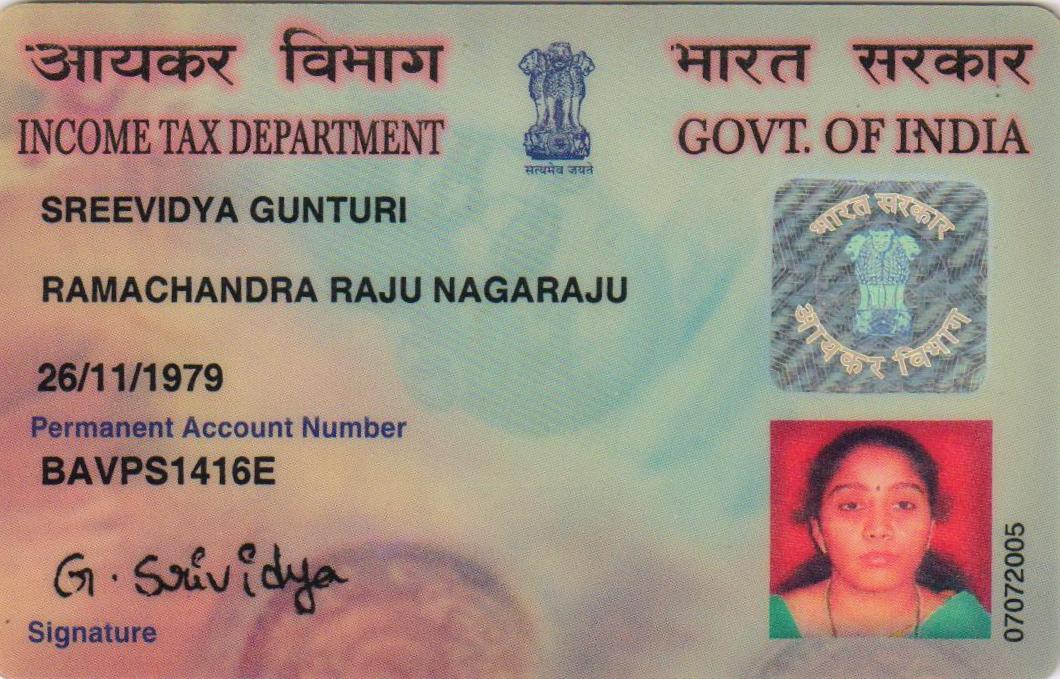 आयकर विभाग
भारत सरकार
INCOME TAX DEPARTMENT
GOVT. OF INDIA
सत्यमेव जयते
SREEVIDYA GUNTURI
भारत सरकार
आयकर विभाग
RAMACHANDRA RAJU NAGARAJU
26/11/1979
Permanent Account Number
BAVPS1416E
G. Srividya
Signature
07072005